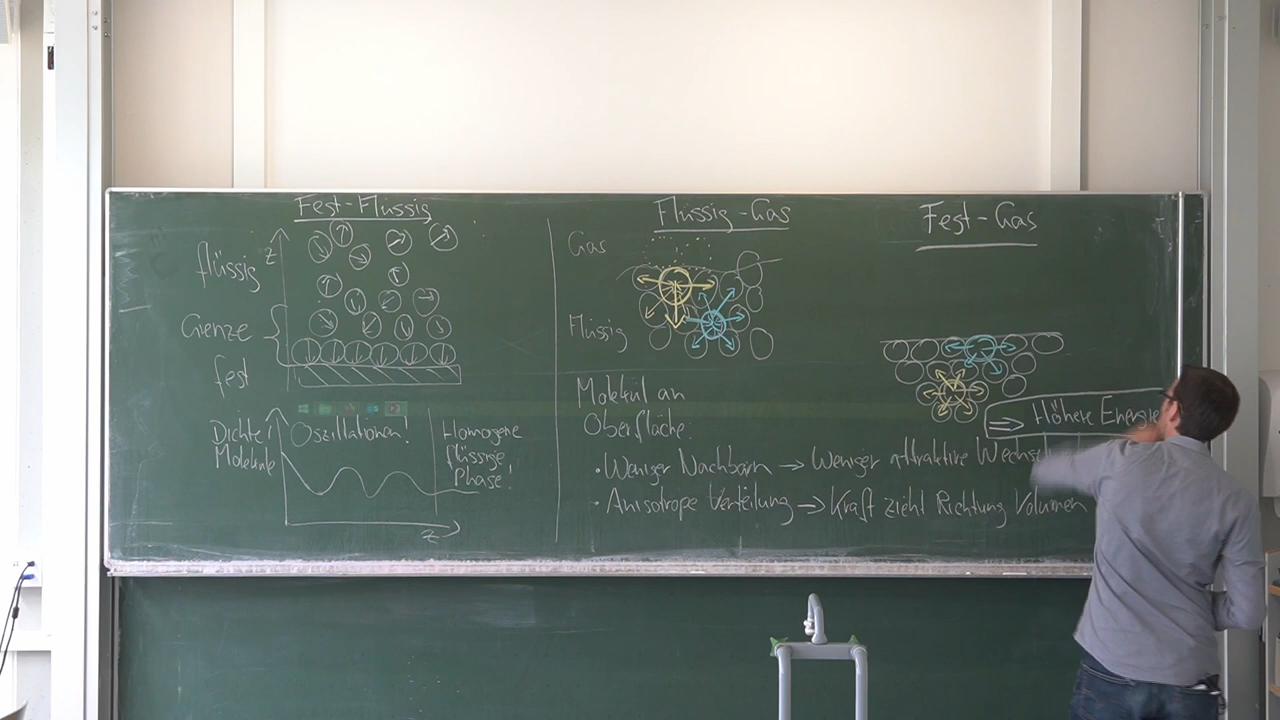 Fest-Flüssig
z
flüssig
Grenze
fest
Dichte
Moleküle
Oszillationen!
Homogene
flüssige
Phase!
z
Flüssig-Gas
Gas
Flüssig
Molekül an
Oberfläche:
• Weniger Nachbarn → Weniger attraktive
• Anisotrope Verteilung → Kraft zieht Richtung Volumen
Fest-Gas
⇒ Höhere Energie